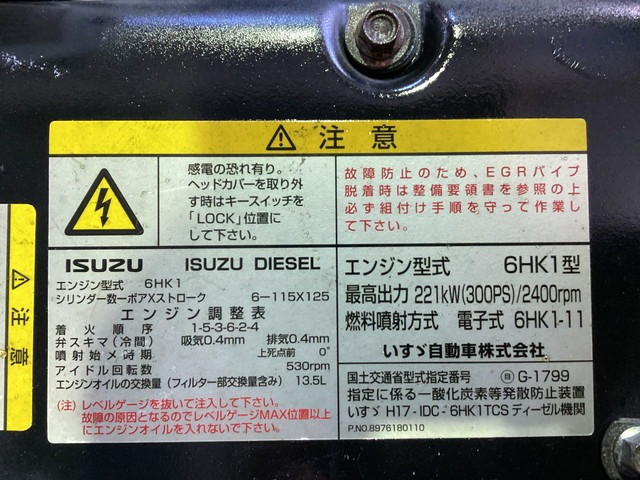 ⚠ 注意
感電の恐れ有り。
ヘッドカバーを取り外
す時はキースイッチを
「LOCK」位置に
して下さい。
故障防止のため、EGRパイプ
脱着時は整備要領書を参照の上
必ず組付け手順を守って作業し
て下さい。
ISUZU ISUZU DIESEL
エンジン型式 6HK1
シリンダ数ーボアXストローク 6-115X125
エンジン調整表
着火順序 1-5-3-6-2-4
弁スキマ(冷間) 吸気0.4mm 排気0.4mm
噴射始メ時期 上死点前 0°
アイドル回転数 530rpm
エンジンオイルの交換量(フィルター部交換量含み) 13.5L
(注)レベルゲージを抜いて注入して下さい。
故障の原因となるのでレベルゲージMAX位置以上
にエンジンオイルを入れないで下さい。
エンジン型式 6HK1型
最高出力 221kW(300PS)/2400rpm
燃料噴射方式 電子式 6HK1-11
いすゞ自動車株式会社
国土交通省型式指定番号 ㊀G-1799
指定に係る一酸化炭素等発散防止装置
いすゞ H17-IDC-6HK1TCS ディーゼル機関
P.NO.8976180110
⚠ 注意